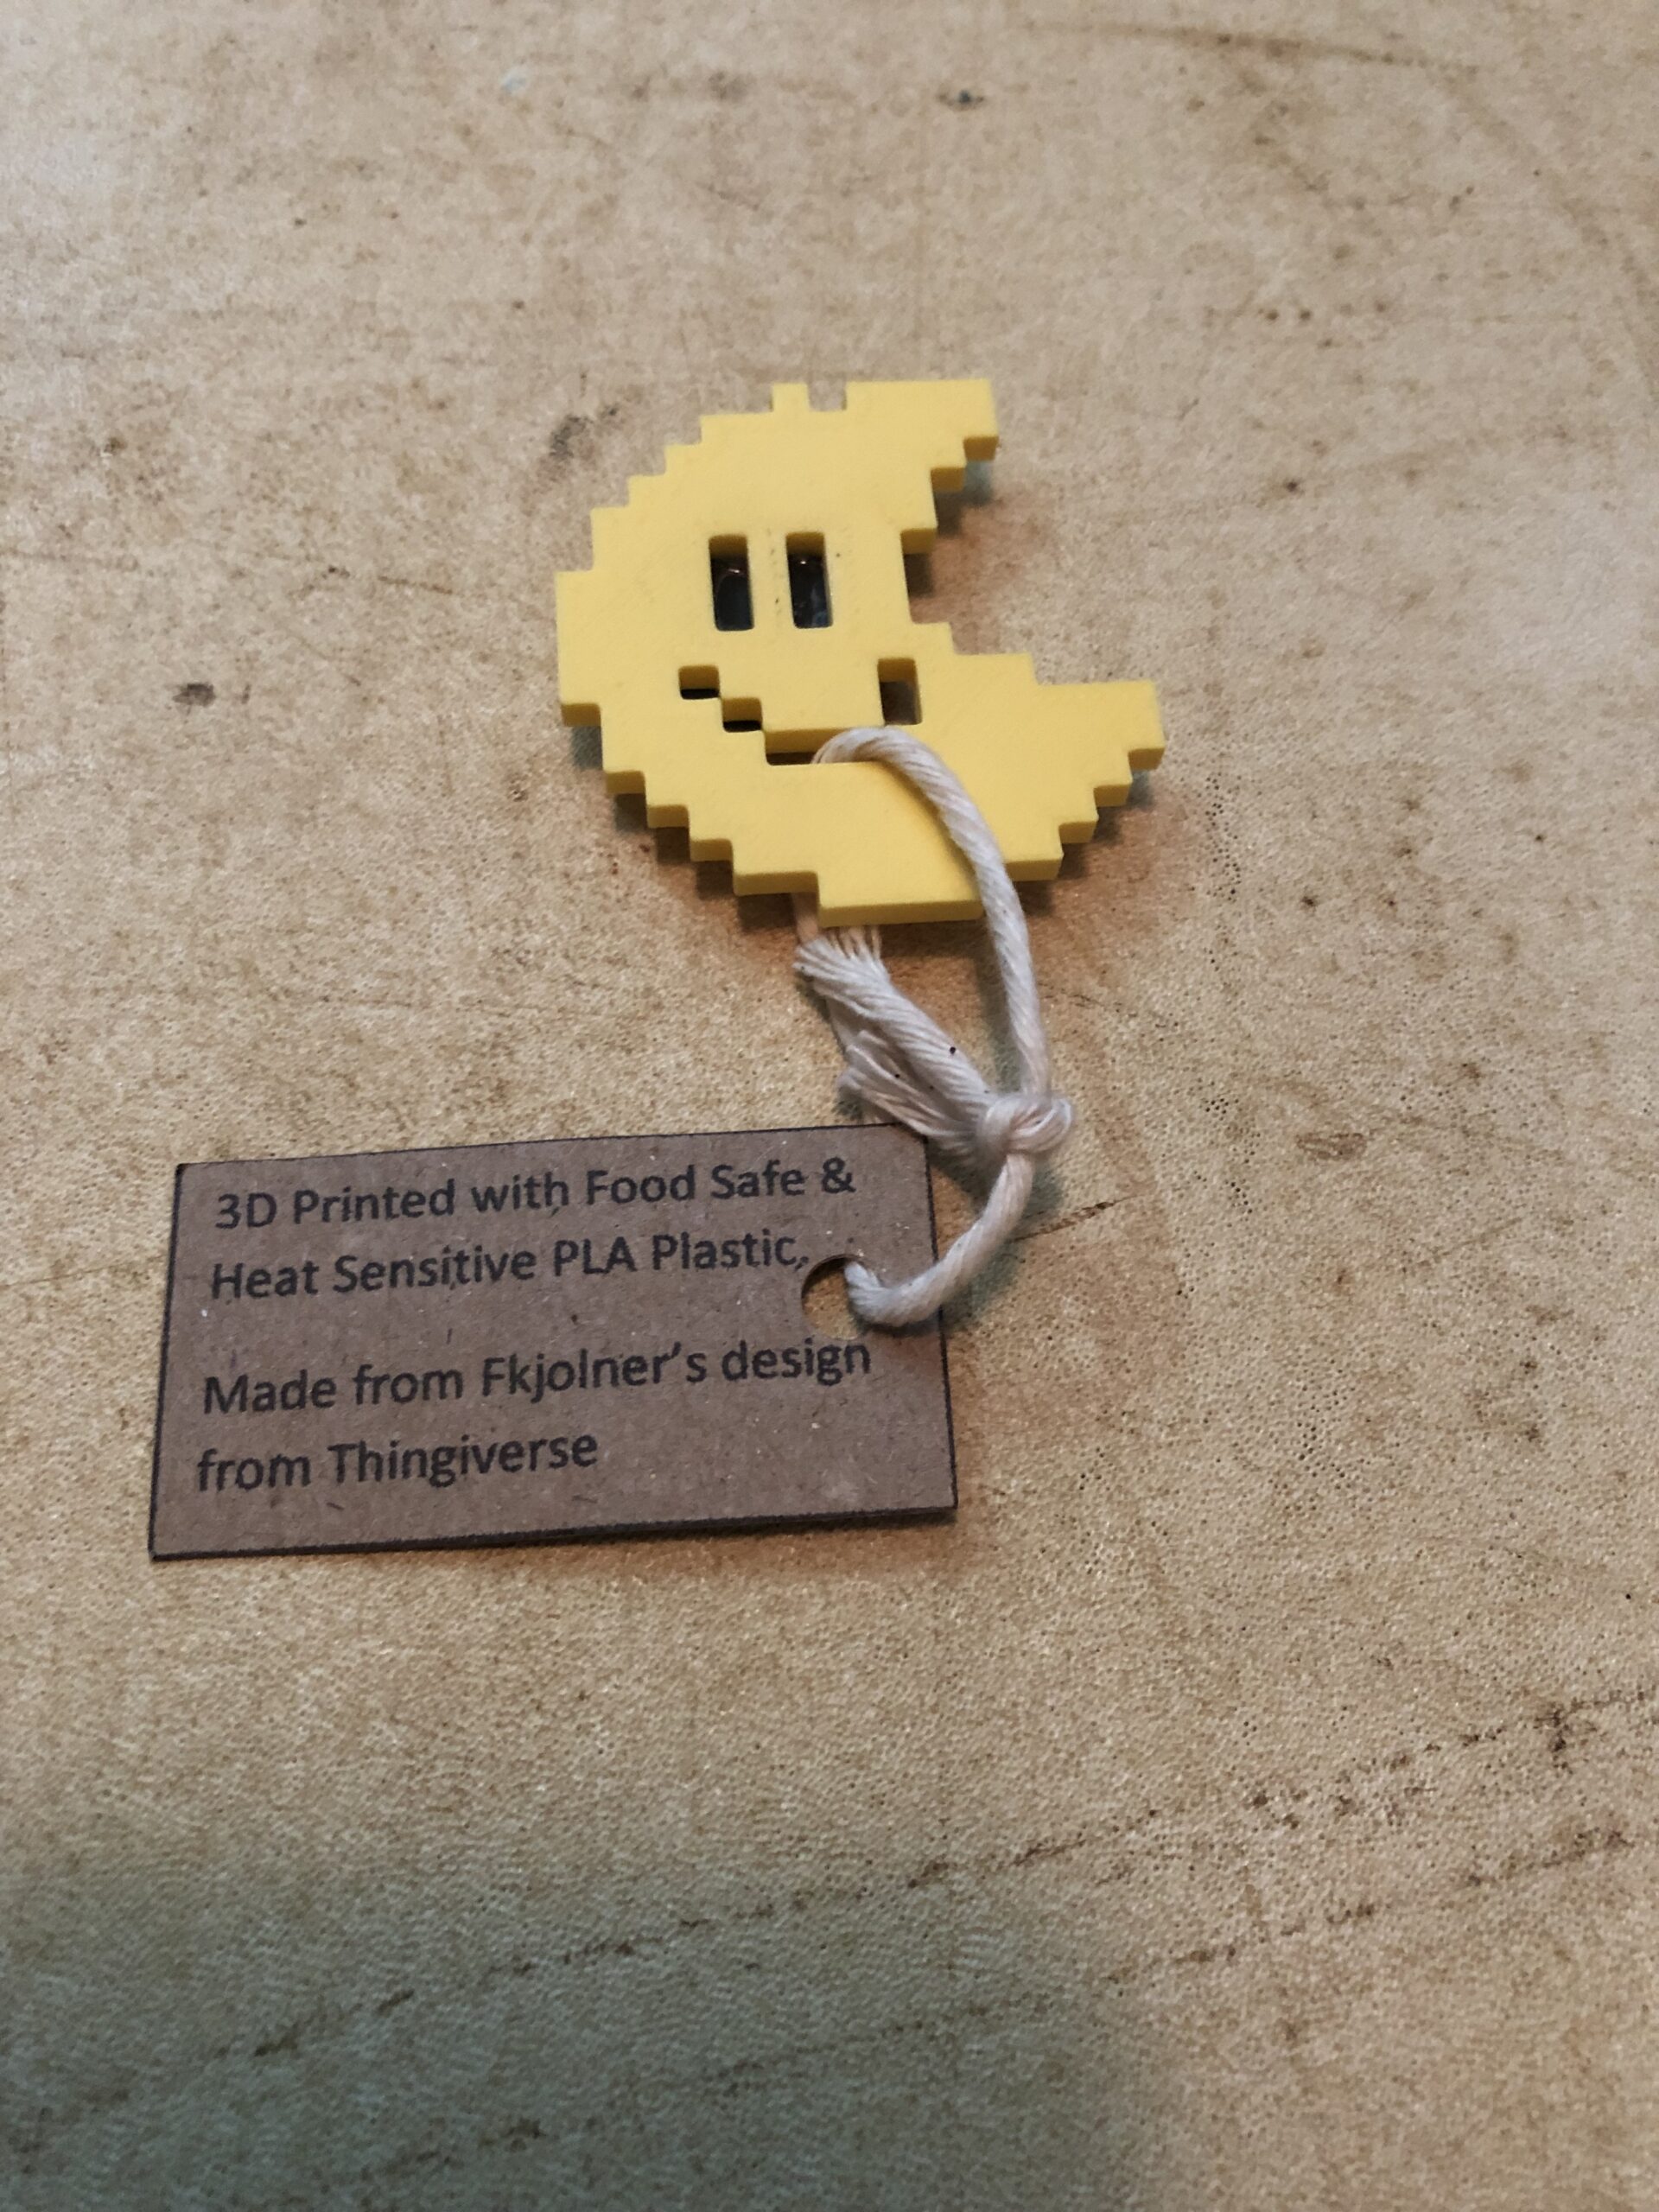 3D Printed with Food Safe &
Heat Sensitive PLA Plastic,
Made from Fkjolner's design
from Thingiverse